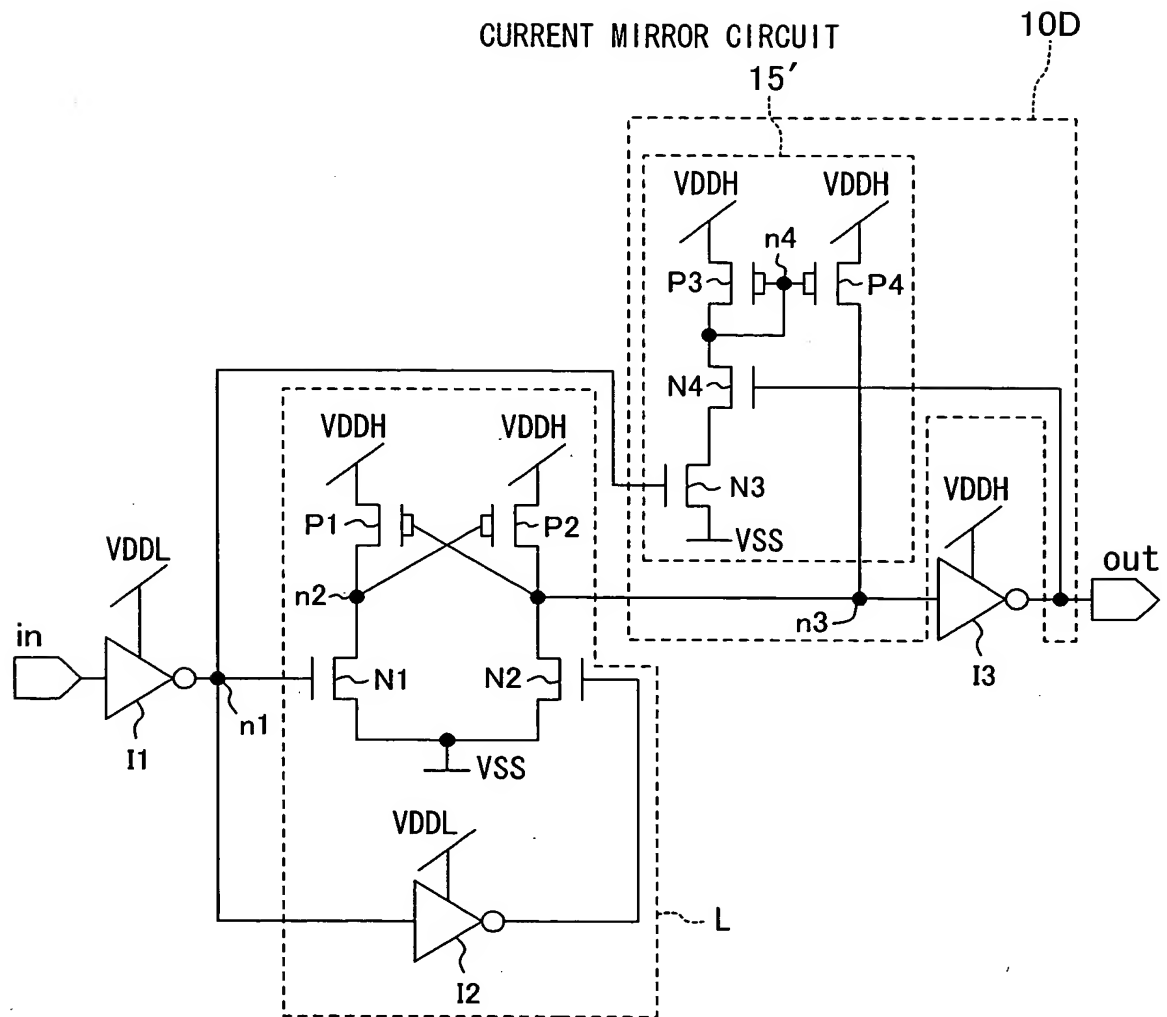 10D
CURRENT MIRROR CIRCUIT
15'
VDDH
VDDH
n4
P3
P4
N4
VDDH
VDDH
N3
VDDH
P1
P2
VSS
VDDL
out
n2
n3
in
N1
N2
I3
n1
I1
VSS
VDDL
L
I2